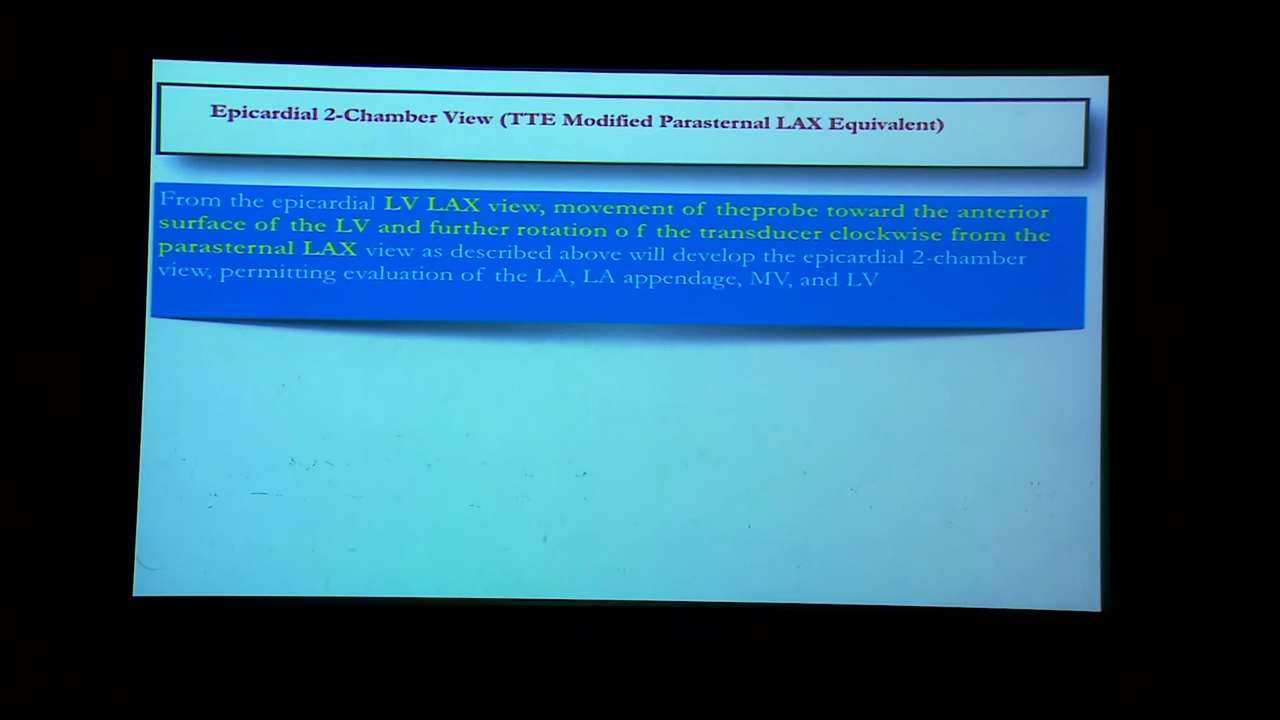 Epicardial 2-Chamber View (TTE Modified Parasternal LAX Equivalent)
From the epicardial LV LAX view, movement of theprobe toward the anterior
surface of the LV and further rotation o f the transducer clockwise from the
parasternal LAX view as described above will develop the epicardial 2-chamber
view, permitting evaluation of the LA, LA appendage, MV, and LV